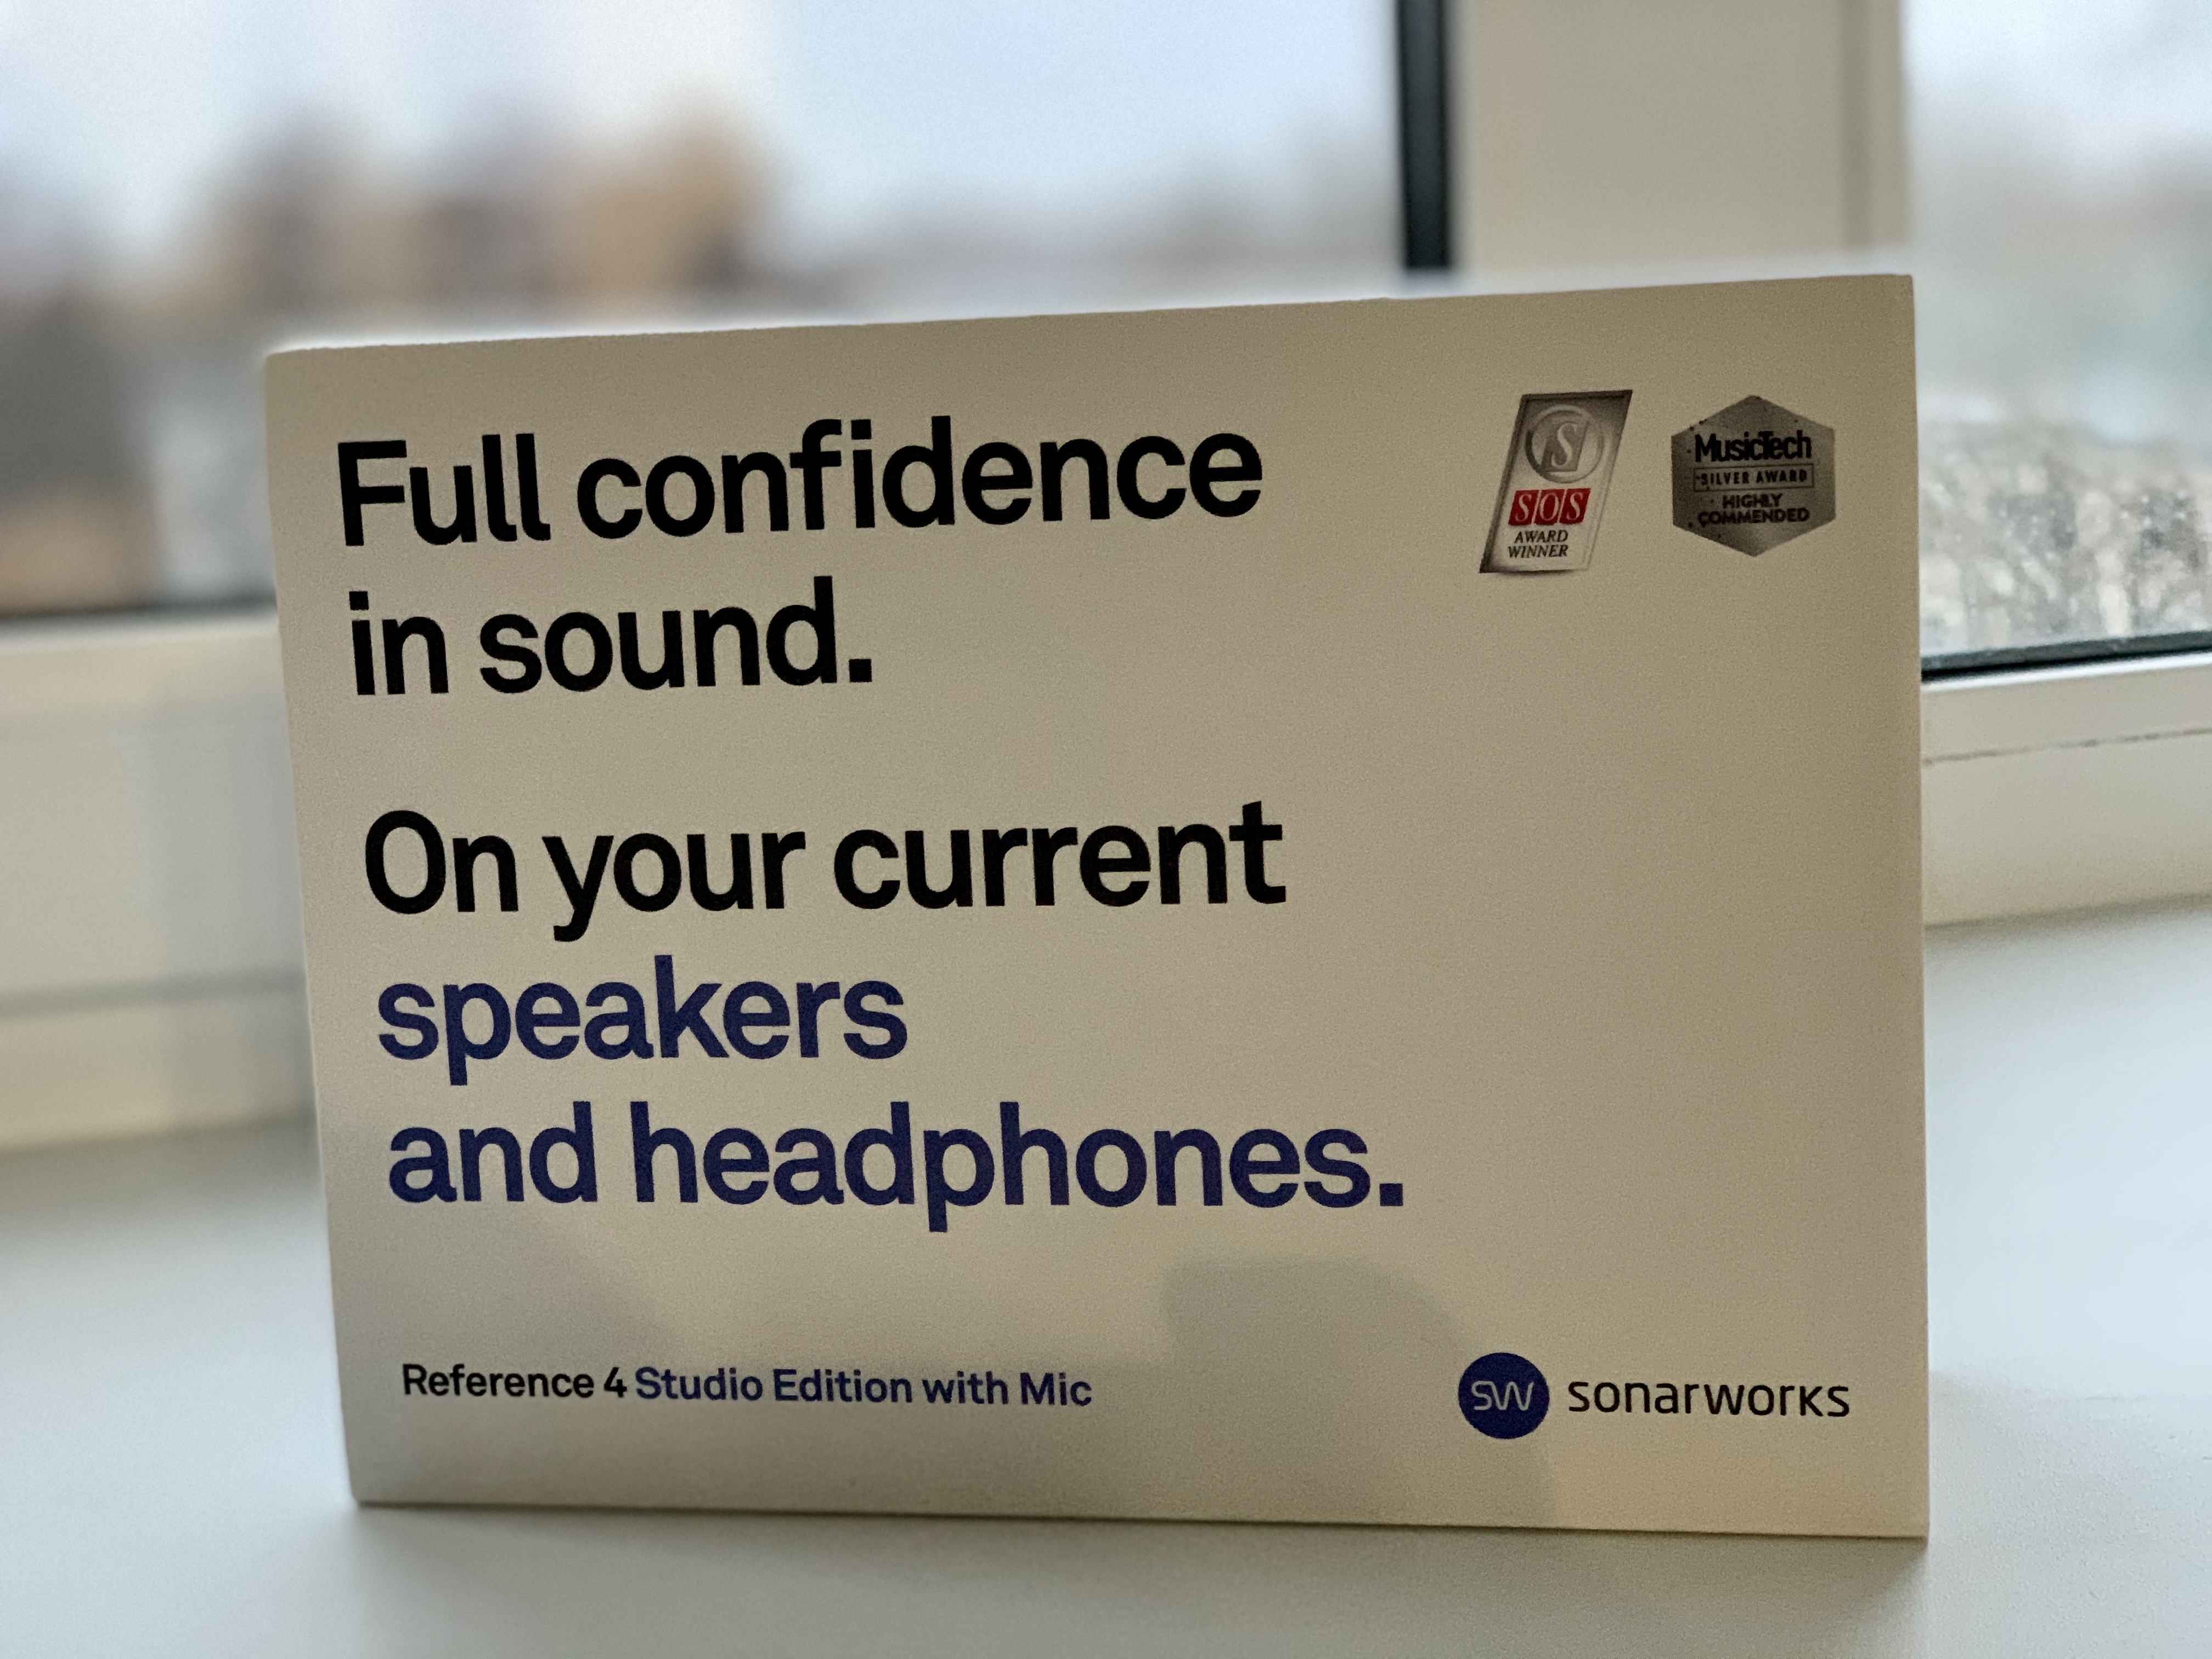 Full confidence
in sound.
SOS
AWARD
WINNER
MusicTech
SILVER AWARD
HIGHLY
COMMENDED
On your current
speakers
and headphones.
Reference 4 Studio Edition with Mic
SW sonarworks